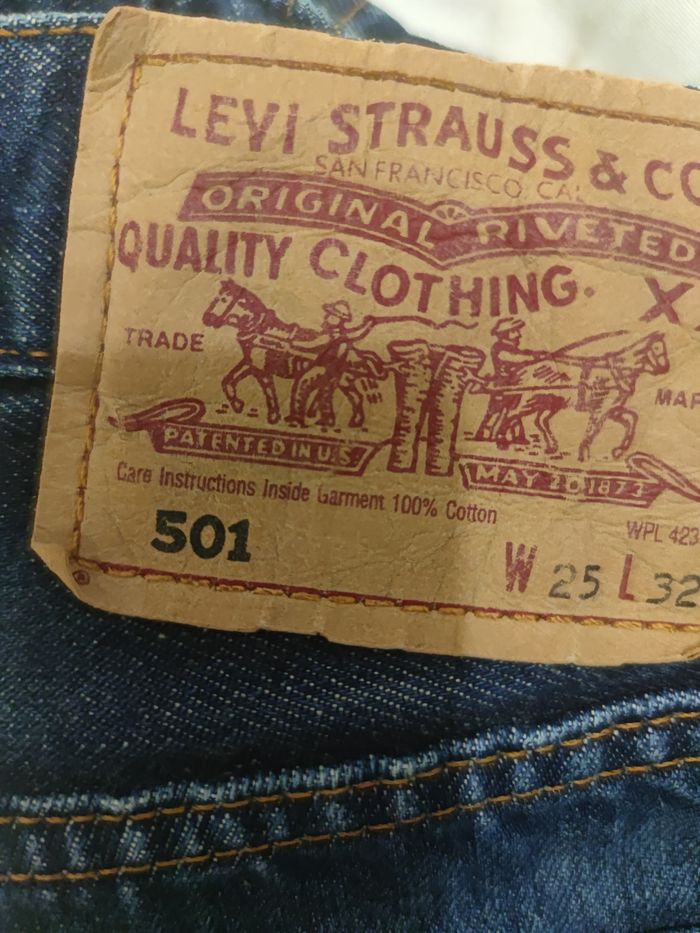 LEVI STRAUSS & CO
SAN FRANCISCO, CAL
ORIGINAL RIVETED
QUALITY CLOTHING. X
TRADE
MAR
PATENTED IN U.S
MAY 20 1873
Care Instructions Inside Garment 100% Cotton
501
WPL 423
W 25 L 32
®